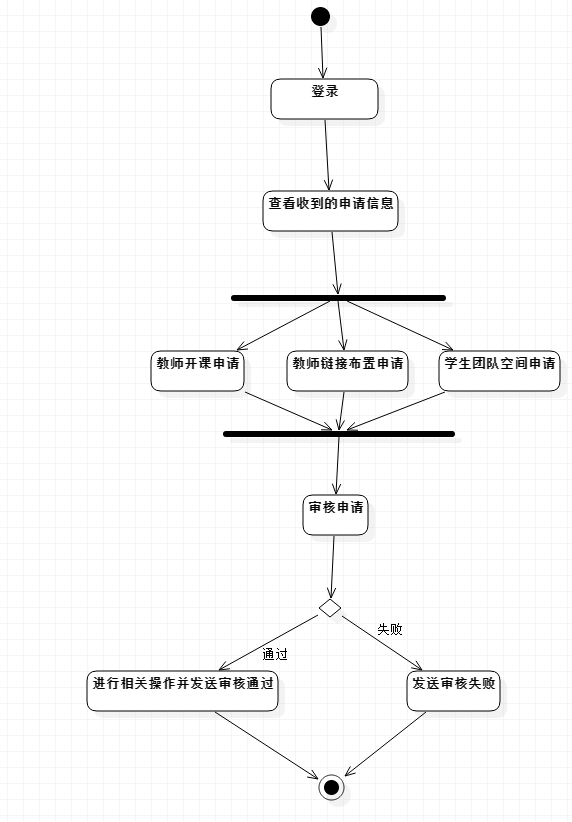 登录
查看收到的申请信息
教师开课申请
教师链接布置申请
学生团队空间申请
审核申请
失败
通过
进行相关操作并发送审核通过
发送审核失败